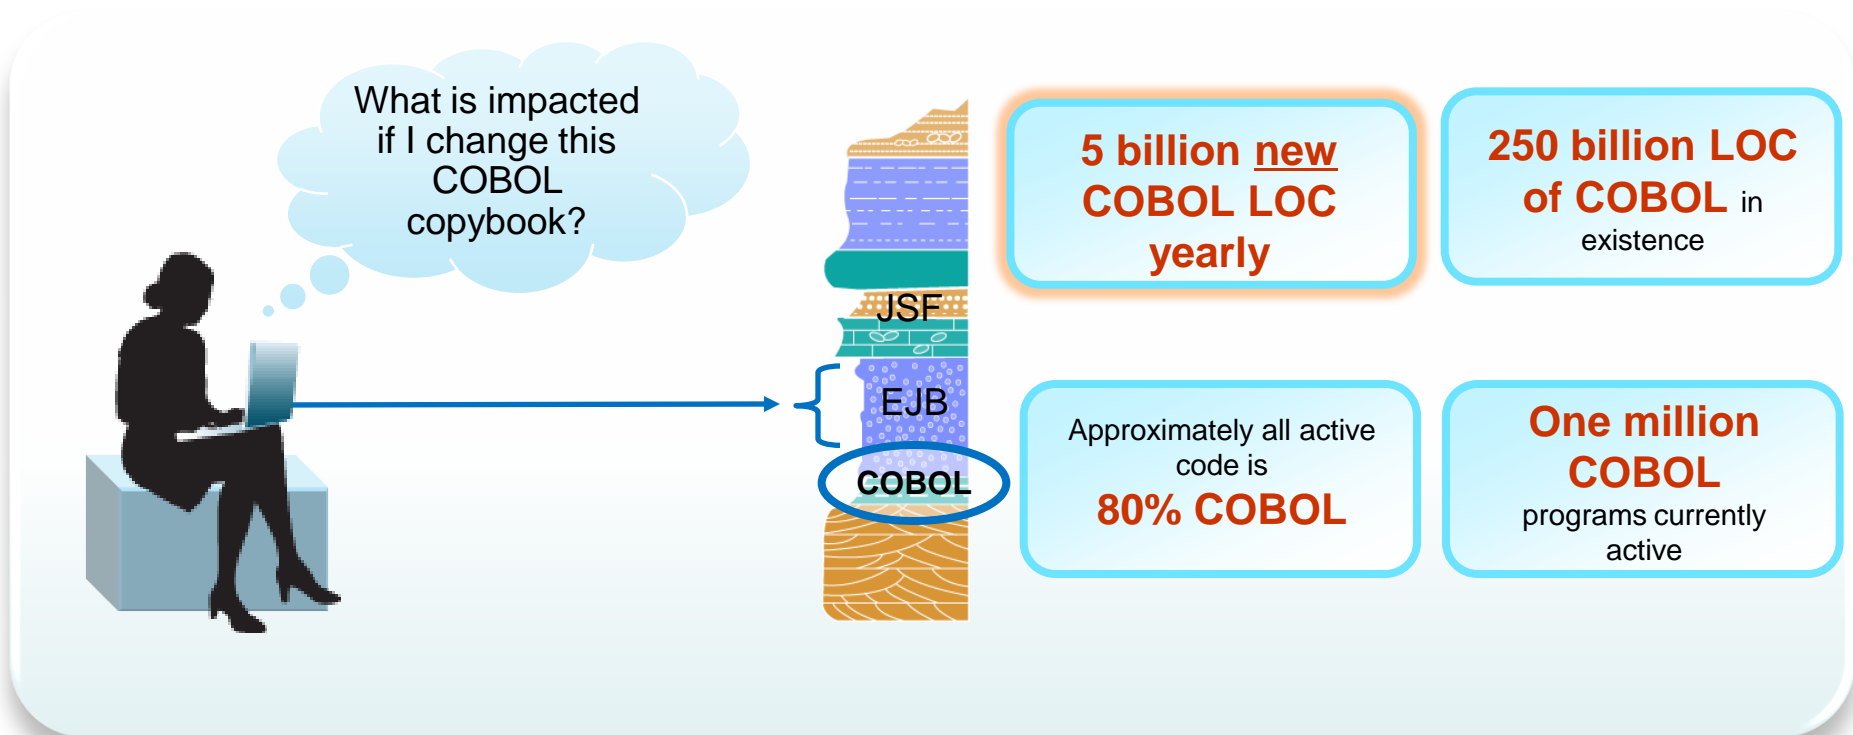 What is impacted
if I change this
COBOL
copybook?
JSF
EJB
COBOL
5 billion new
COBOL LOC
yearly
250 billion LOC
of COBOL in
existence
Approximately all active
code is
80% COBOL
One million
COBOL
programs currently
active